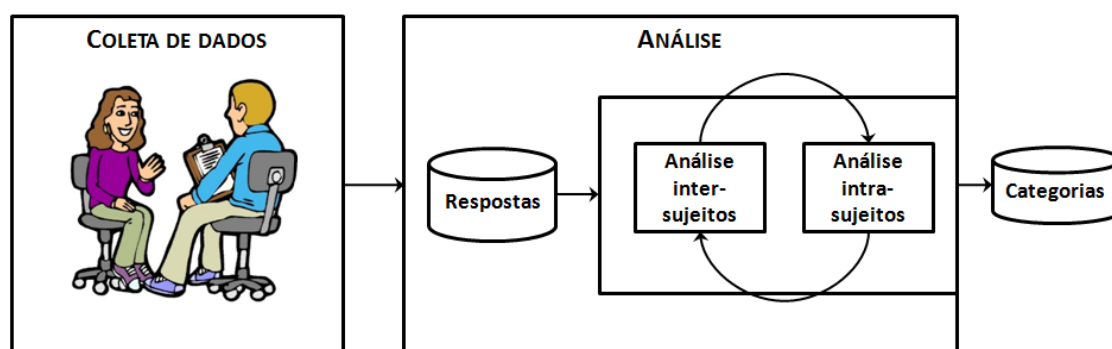 COLETA DE DADOS
ANÁLISE
Respostas
Análise
inter-
sujeitos
Análise
intra-
sujeitos
Categorias